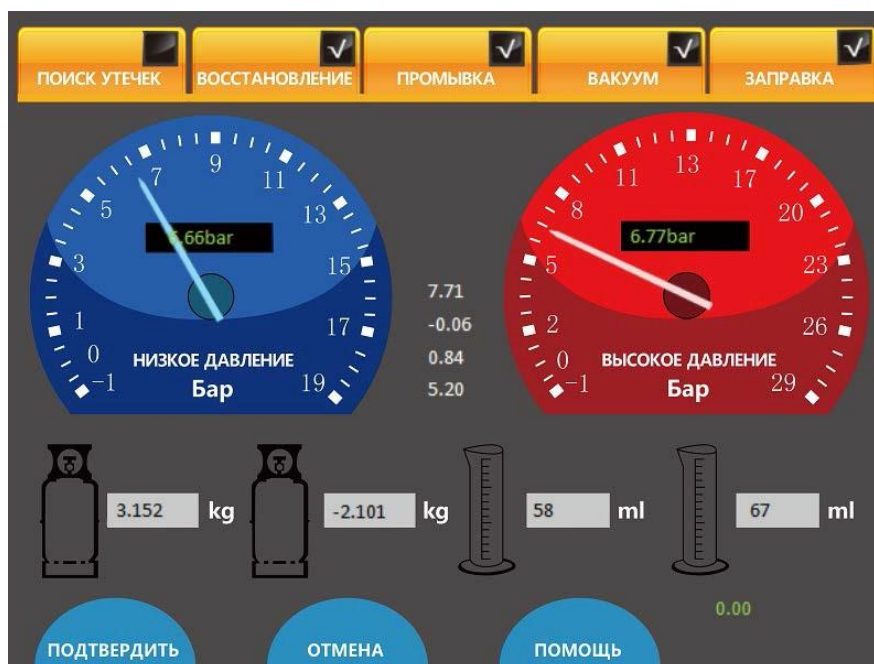 ПОИСК УТЕЧЕК
ВОССТАНОВЛЕНИЕ
ПРОМЫВКА
ВАКУУМ
ЗАПРАВКА
-1
0
1
3
5
7
9
11
13
15
17
19
6.66bar
НИЗКОЕ ДАВЛЕНИЕ
Бар
7.71
-0.06
0.84
5.20
-1
0
2
5
8
11
13
17
20
23
26
29
6.77bar
ВЫСОКОЕ ДАВЛЕНИЕ
Бар
3.152 kg
-2.101 kg
58 ml
67 ml
0.00
ПОДТВЕРДИТЬ
ОТМЕНА
ПОМОЩЬ